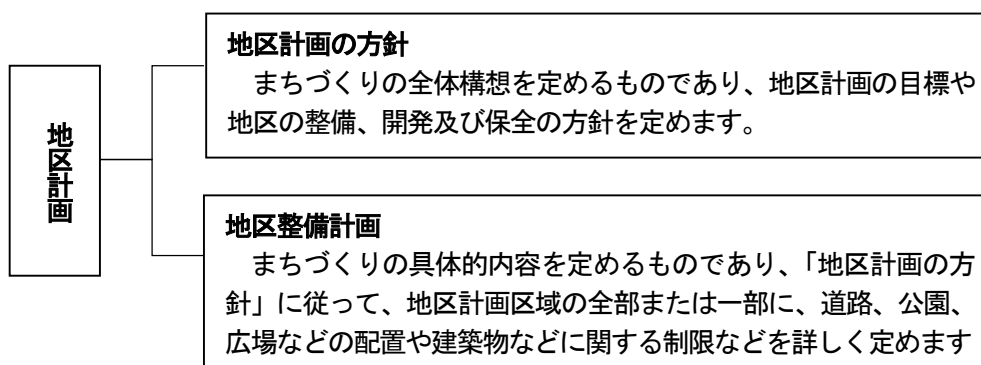 地区計画
地区計画の方針
まちづくりの全体構想を定めるものであり、地区計画の目標や
地区の整備、開発及び保全の方針を定めます。
地区整備計画
まちづくりの具体的内容を定めるものであり、「地区計画の方
針」に従って、地区計画区域の全部または一部に、道路、公園、
広場などの配置や建築物などに関する制限などを詳しく定めます